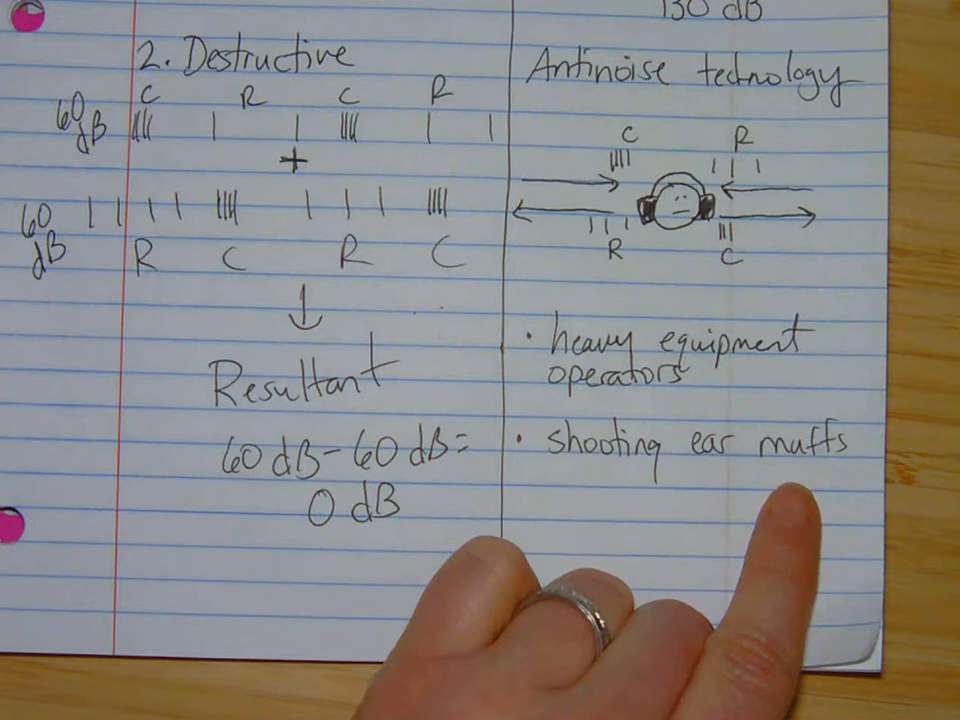 130 dB
2. Destructive
C R C R
60 dB
+
60 dB
R C R C
↓
Resultant
60 dB - 60 dB =
0 dB
Antinoise technology
C R
R C
· heavy equipment
operators
· shooting ear muffs